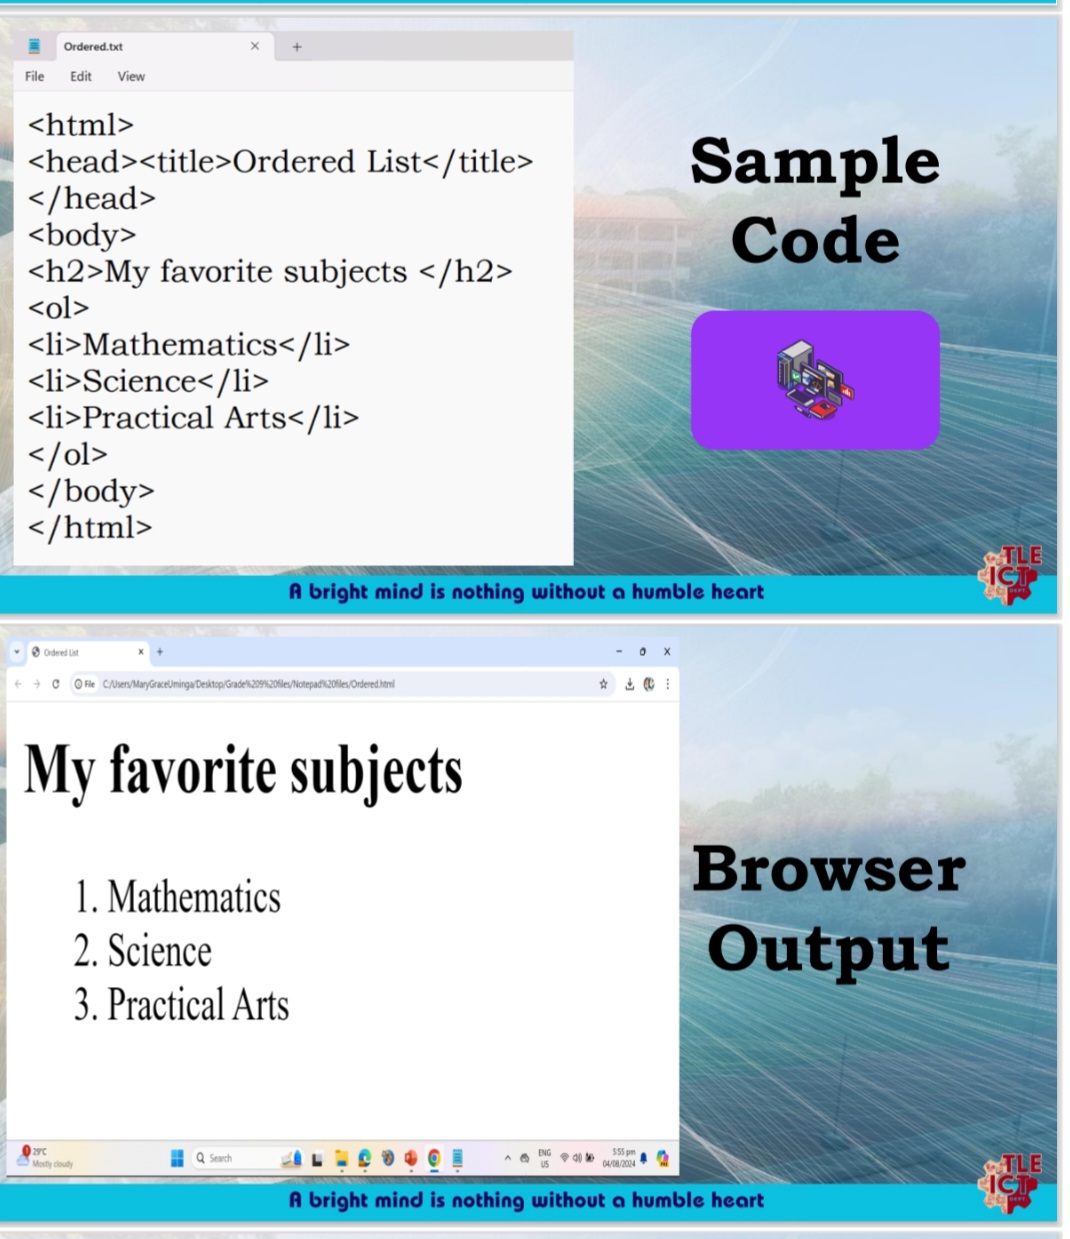 Ordered.txt
File Edit View
<html>
<head><title>Ordered List</title>
</head>
<body>
<h2>My favorite subjects </h2>
<ol>
<li>Mathematics</li>
<li>Science</li>
<li>Practical Arts</li>
</ol>
</body>
</html>
Sample
Code
TLE
ICT
DEPT.
A bright mind is nothing without a humble heart
Ordered List
File C:/Users/MaryGraceUminga/Desktop/Grade%209%20files/Notepad%20files/Ordered.html
My favorite subjects
1. Mathematics
2. Science
3. Practical Arts
Browser
Output
29°C
Mostly cloudy
Search
ENG
US
5:55 pm
04/08/2024
TLE
ICT
DEPT.
A bright mind is nothing without a humble heart